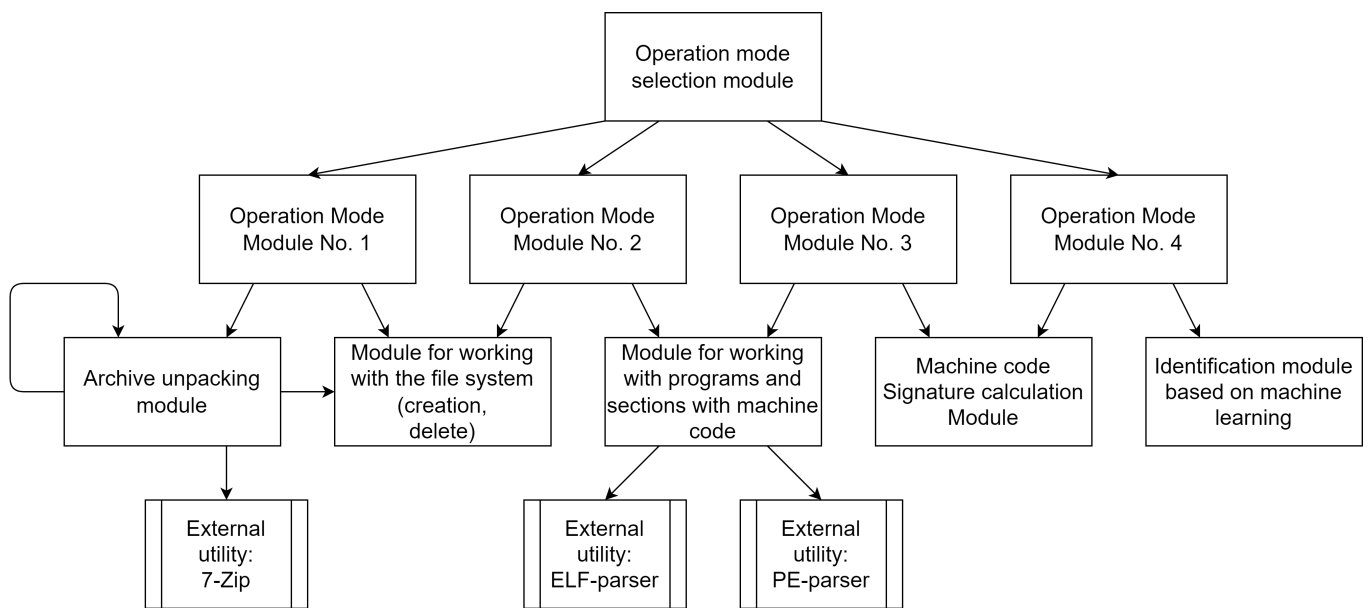 Operation mode
selection module
Operation Mode
Module No. 1
Operation Mode
Module No. 2
Operation Mode
Module No. 3
Operation Mode
Module No. 4
Archive unpacking
module
Module for working
with the file system
(creation,
delete)
Module for working
with programs and
sections with machine
code
Machine code
Signature calculation
Module
Identification module
based on machine
learning
External
utility:
7-Zip
External
utility:
ELF-parser
External
utility:
PE-parser